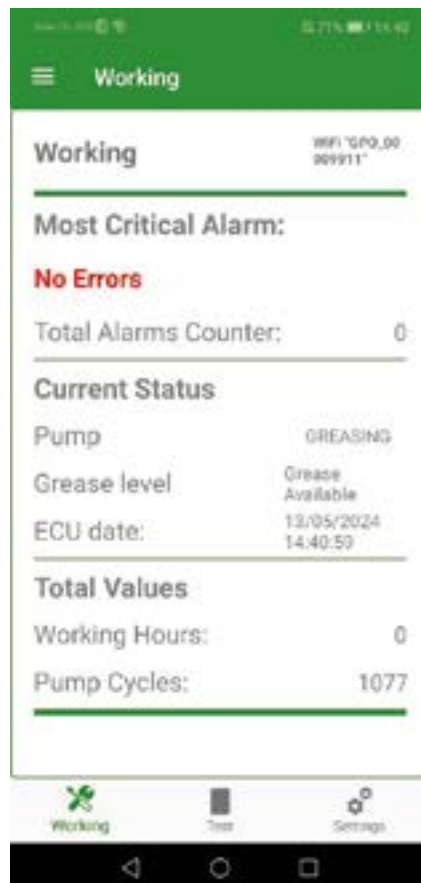 Working
Working
WiFi "GPO_00
009911"
Most Critical Alarm:
No Errors
Total Alarms Counter: 0
Current Status
Pump GREASING
Grease level Grease
Available
ECU date: 13/05/2024
14:40:59
Total Values
Working Hours: 0
Pump Cycles: 1077
Working Test Settings